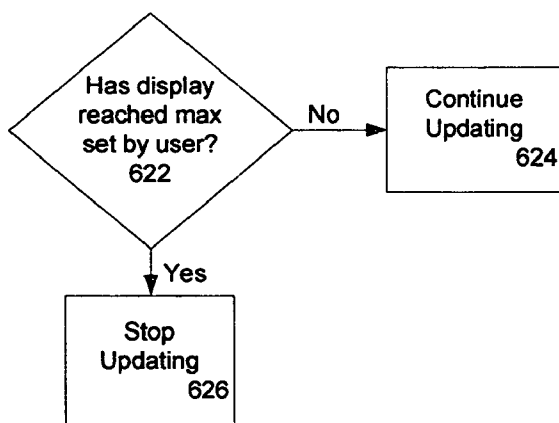 Has display
reached max
set by user?
622
No
Continue
Updating
624
Yes
Stop
Updating
626